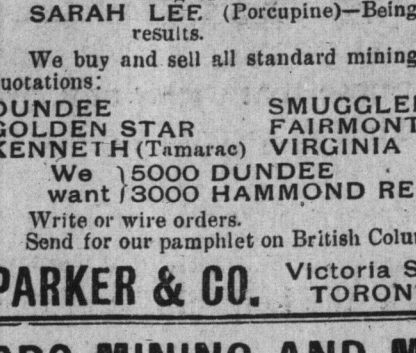 SARAH LEE (Porcupine)—Being
results.
We buy and sell all standard mining
uotations:
DUNDEE SMUGGLE
GOLDEN STAR FAIRMONT
KENNETH (Tamarac) VIRGINIA
We } 5000 DUNDEE
want } 3000 HAMMOND RE
Write or wire orders.
Send for our pamphlet on British Colu
PARKER & CO. Victoria S
TORON
MINING AND M